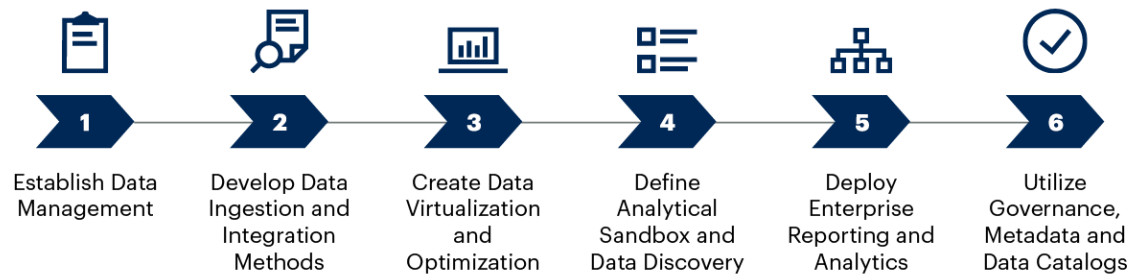 1
2
3
4
5
6
Establish Data
Management
Develop Data
Ingestion and
Integration
Methods
Create Data
Virtualization
and
Optimization
Define
Analytical
Sandbox and
Data Discovery
Deploy
Enterprise
Reporting and
Analytics
Utilize
Governance,
Metadata and
Data Catalogs